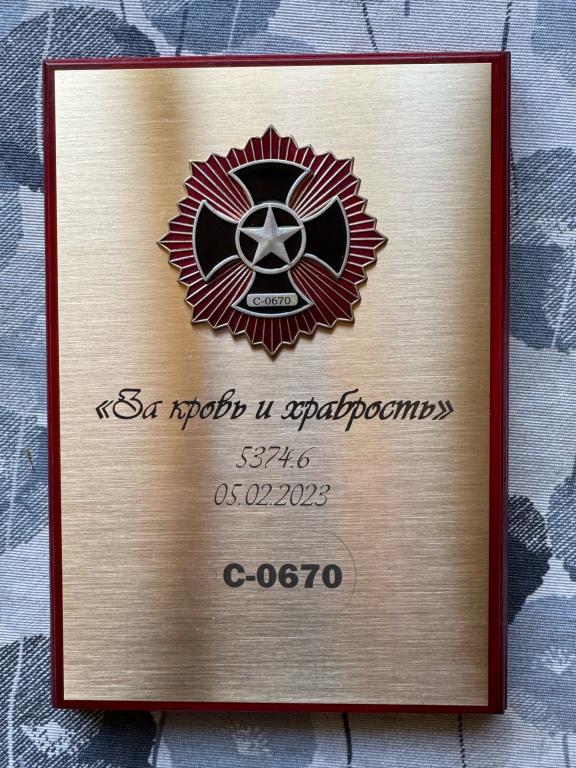 С-0670
«За кровь и храбрость»
5374.6
05.02.2023
С-0670